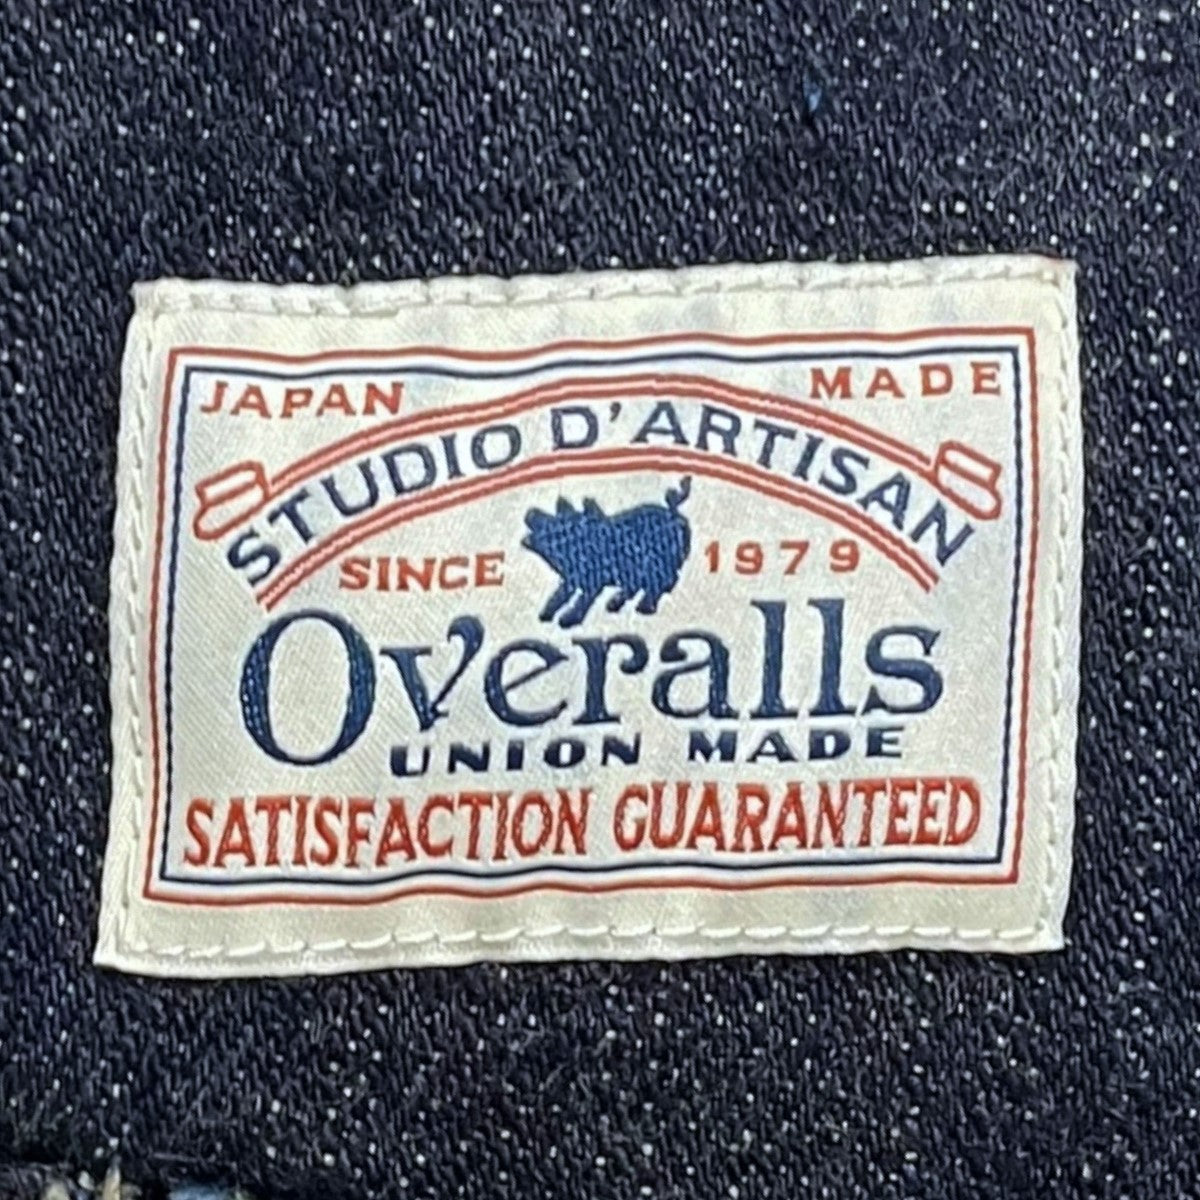 JAPAN MADE
STUDIO D'ARTISAN
SINCE 1979
Overalls
UNION MADE
SATISFACTION GUARANTEED